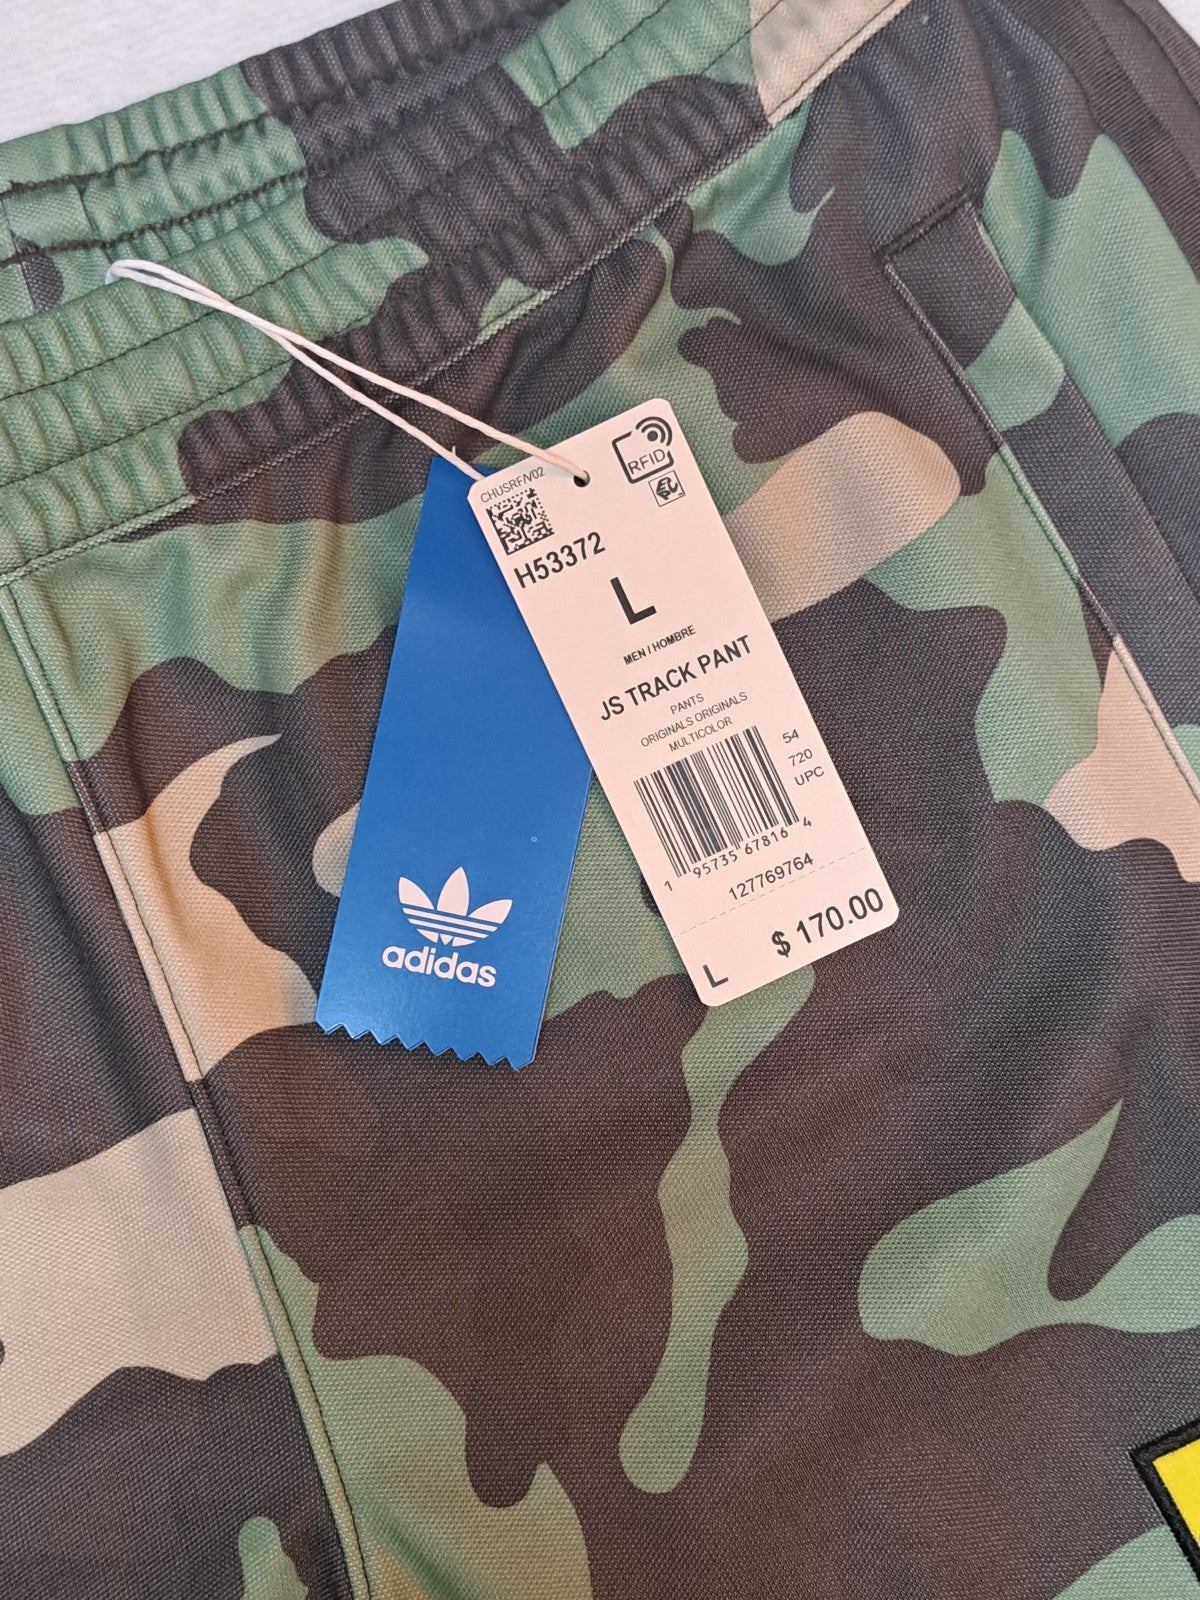 CHUSRF/V02
RFID
H53372
L
MEN / HOMBRE
JS TRACK PANT
PANTS
ORIGINALS ORIGINALS
MULTICOLOR
54
720
UPC
1 95735 67816 4
127769764
$ 170.00
L
adidas